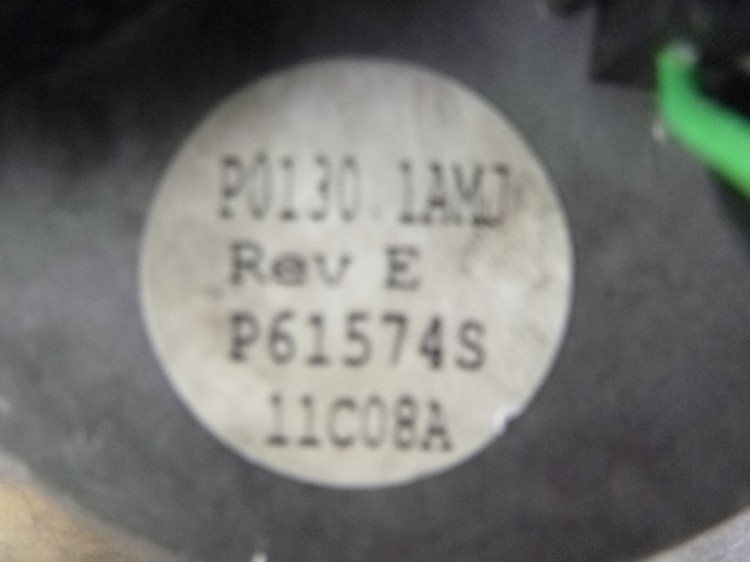 P0130.1AMJ
Rev E
P61574S
11C08A